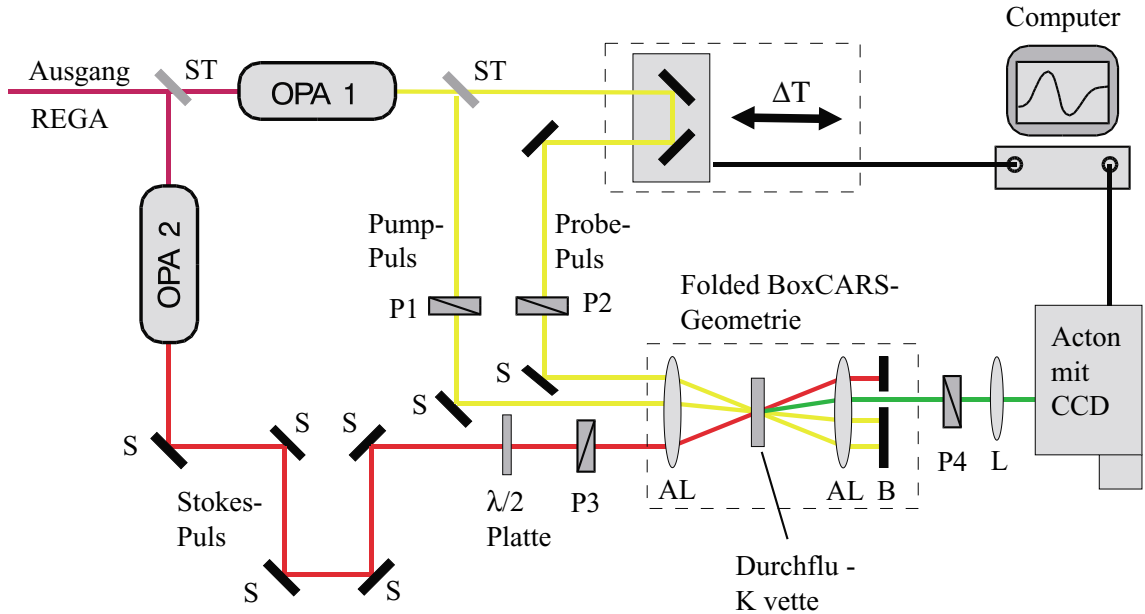 Computer
Ausgang
REGA
ST
OPA 1
ST
ΔT
OPA 2
Pump-
Puls
Probe-
Puls
P1
P2
Folded BoxCARS-
Geometrie
Acton
mit
CCD
S
S
S
S
S
Stokes-
Puls
λ/2
Platte
P3
AL
AL
B
P4
L
S
S
Durchflu -
K vette